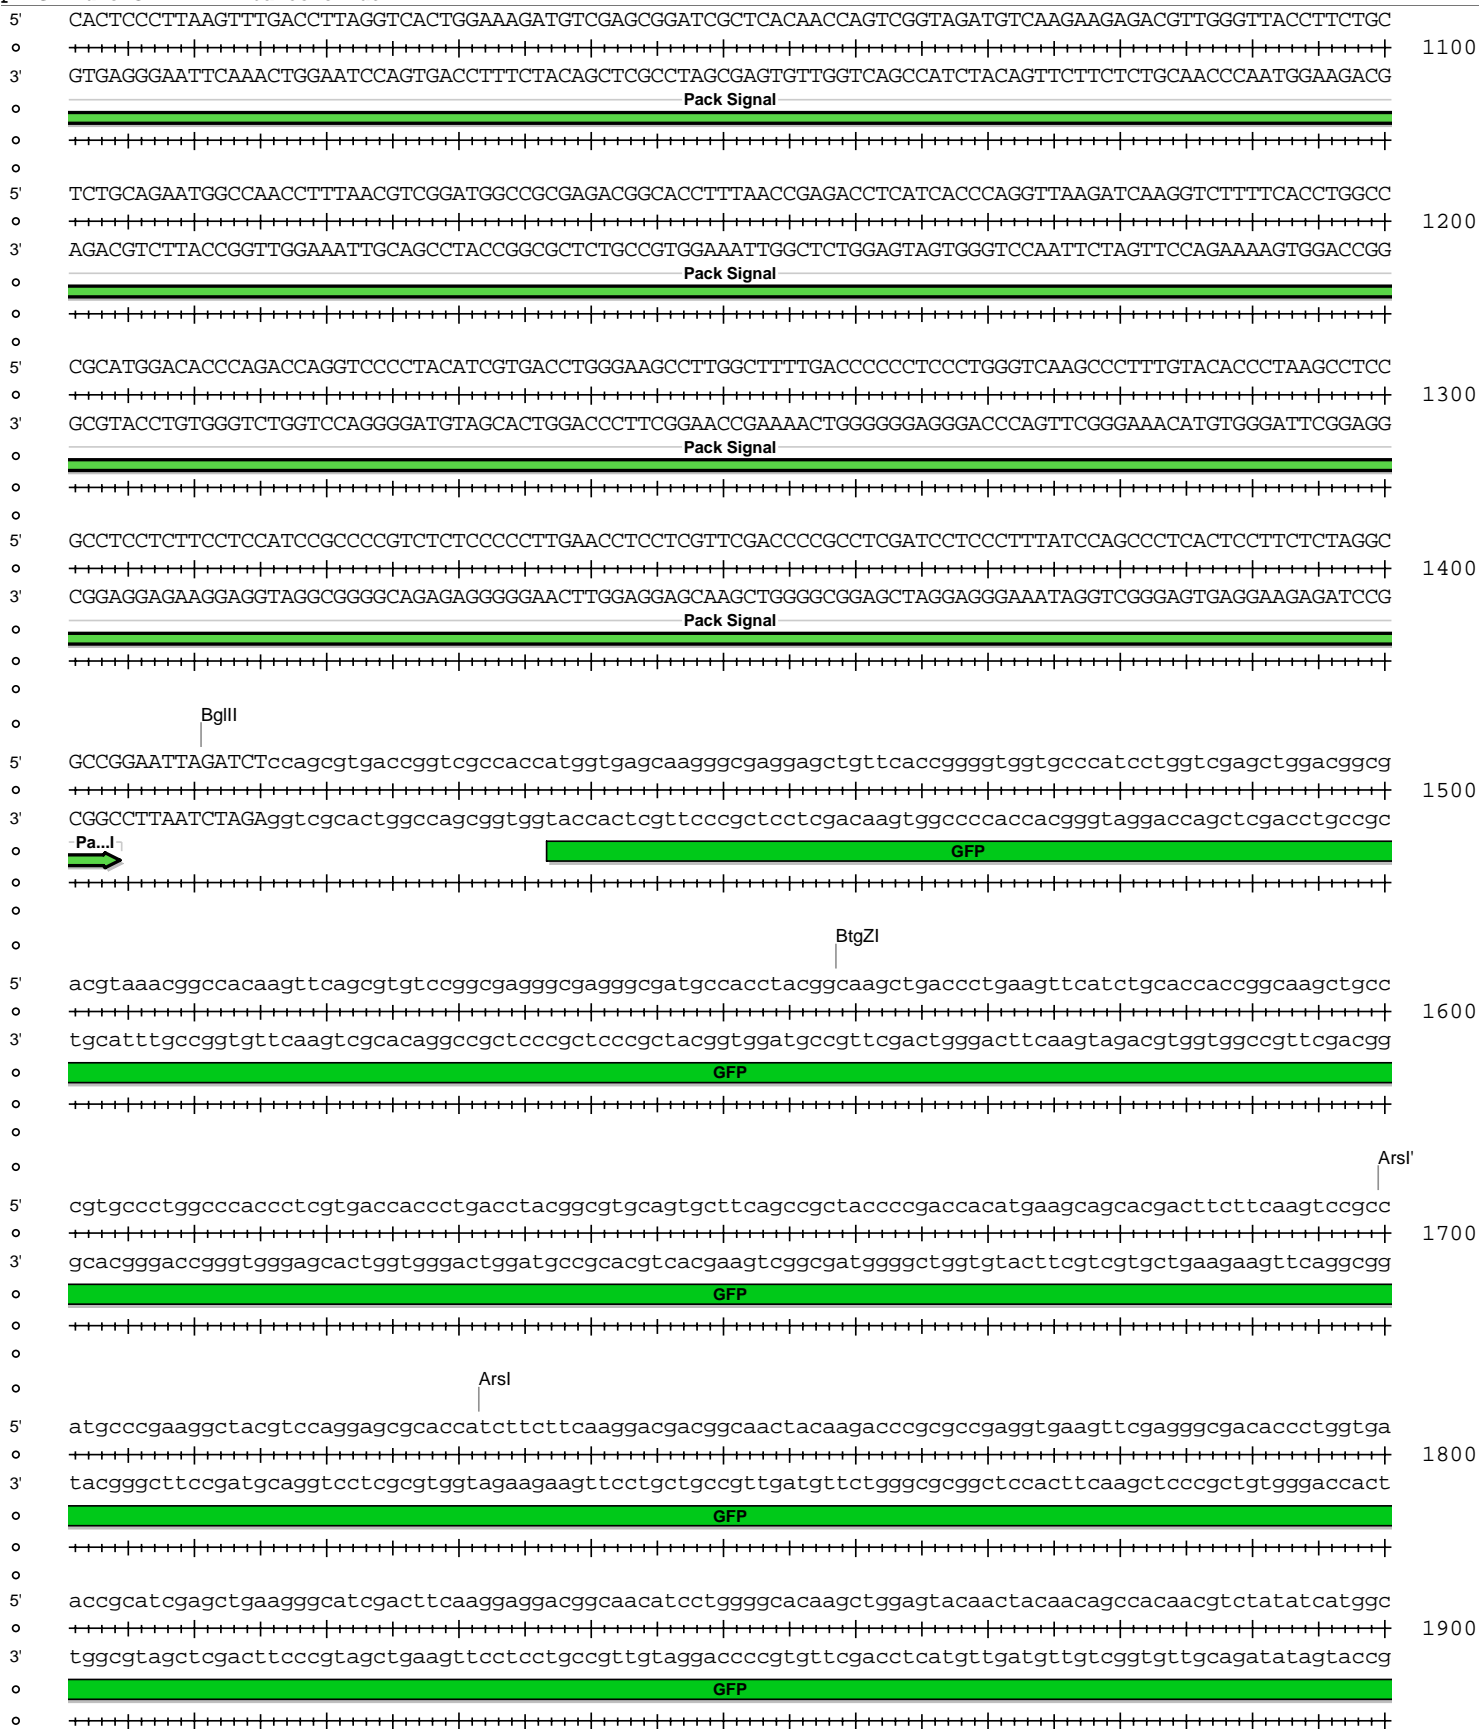 5' CACTCCCTTAAGTTTGACCTTAGGTCACTGGAAAGATGTCGAGCGGATCGCTCACAACCAGTCGGTAGATGTCAAGAAGAGACGTTGGGTTACCTTCTGC
1100
3' GTGAGGGAATTCAAACTGGAATCCAGTGACCTTTCTACAGCTCGCCTAGCGAGTGTTGGTCAGCCATCTACAGTTCTTCTCTGCAACCCAATGGAAGACG
Pack Signal
5' TCTGCAGAATGGCCAACCTTTAACGTCGGATGGCCGCGAGACGGCACCTTTAACCGAGACCTCATCACCCAGGTTAAGATCAAGGTCTTTTCACCTGGCC
1200
3' AGACGTCTTACCGGTTGGAAATTGCAGCCTACCGGCGCTCTGCCGTGGAAATTGGCTCTGGAGTAGTGGGTCCAATTCTAGTTCCAGAAAAGTGGACCGG
Pack Signal
5' CGCATGGACACCCAGACCAGGTCCCCTACATCGTGACCTGGGAAGCCTTGGCTTTTGACCCCCCTCCCTGGGTCAAGCCCTTTGTACACCCTAAGCCTCC
1300
3' GCGTACCTGTGGGTCTGGTCCAGGGGATGTAGCACTGGACCCTTCGGAACCGAAAACTGGGGGGAGGGACCCAGTTCGGGAAACATGTGGGATTCGGAGG
Pack Signal
5' GCCTCCTCTTCCTCCATCCGCCCCGTCTCTCCCCCTTGAACCTCCTCGTTCGACCCCGCCTCGATCCTCCCTTTATCCAGCCCTCACTCCTTCTCTAGGC
1400
3' CGGAGGAGAAGGAGGTAGGCGGGGCAGAGAGGGGGAACTTGGAGGAGCAAGCTGGGGCGGAGCTAGGAGGGAAATAGGTCGGGAGTGAGGAAGAGATCCG
Pack Signal
BglII
5' GCCGGAATTAGATCTccagcgtgaccggtcgccaccatggtgagcaagggcgaggagctgttcaccggggtggtgcccatcctggtcgagctggacggcg
1500
3' CGGCCTTAATCTAGAggtcgcactggccagcggtggtaccactcgttcccgctcctcgacaagtggccccaccacgggtaggaccagctcgacctgccgc
Pa...l GFP
BtgZI
5' acgtaaacggccacaagttcagcgtgtccggcgagggcgagggcgatgccacctacggcaagctgaccctgaagttcatctgcaccaccggcaagctgcc
1600
3' tgcatttgccggtgttcaagtcgcacaggccgctcccgctcccgctacggtggatgccgttcgactgggacttcaagtagacgtggtggccgttcgacgg
GFP
ArsI'
5' cgtgccctggcccaccctcgtgaccaccctgacctacggcgtgcagtgcttcagccgctaccccgaccacatgaagcagcacgacttcttcaagtccgcc
1700
3' gcacgggaccgggtgggagcactggtgggactggatgccgcacgtcacgaagtcggcgatggggctggtgtacttcgtcgtgctgaagaagttcaggcgg
GFP
ArsI
5' atgcccgaaggctacgtccaggagcgcaccatcttcttcaaggacgacggcaactacaagacccgcgccgaggtgaagttcgagggcgacaccctggtga
1800
3' tacgggcttccgatgcaggtcctcgcgtggtagaagaagttcctgctgccgttgatgttctgggcgcggctccacttcaagctcccgctgtgggaccact
GFP
5' accgcatcgagctgaagggcatcgacttcaaggaggacggcaacatcctggggcacaagctggagtacaactacaacagccacaacgtctatatcatggc
1900
3' tggcgtagctcgacttcccgtagctgaagttcctcctgccgttgtaggaccccgtgttcgacctcatgttgatgttgtcggtgttgcagatatagtaccg
GFP